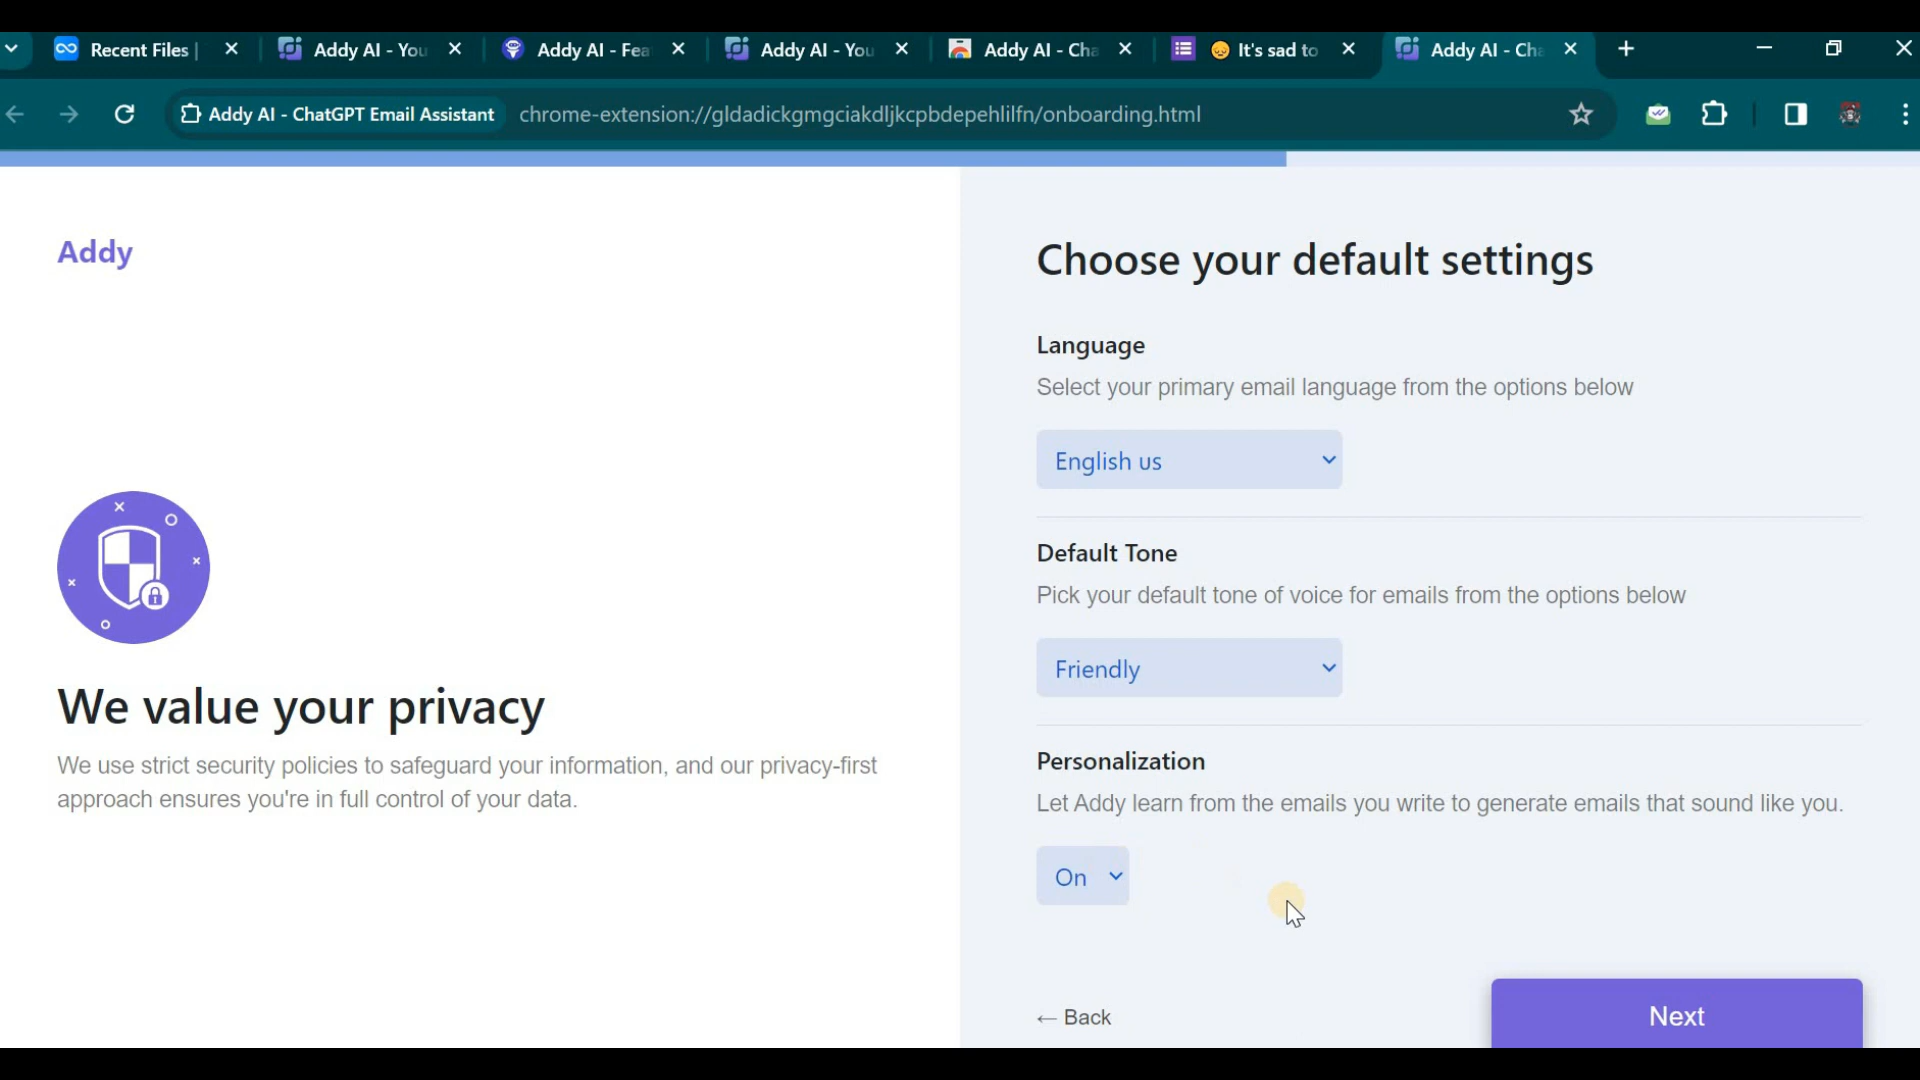 Recent Files |
Addy AI - You
Addy AI - Fea
Addy AI - You
Addy AI - Cha
It's sad to
Addy AI - Cha
Addy AI - ChatGPT Email Assistant
chrome-extension://gldadickgmgciakdljkcpbdepehlilfn/onboarding.html
Addy
We value your privacy
We use strict security policies to safeguard your information, and our privacy-first
approach ensures you're in full control of your data.
Choose your default settings
Language
Select your primary email language from the options below
English us
Default Tone
Pick your default tone of voice for emails from the options below
Friendly
Personalization
Let Addy learn from the emails you write to generate emails that sound like you.
On
← Back
Next